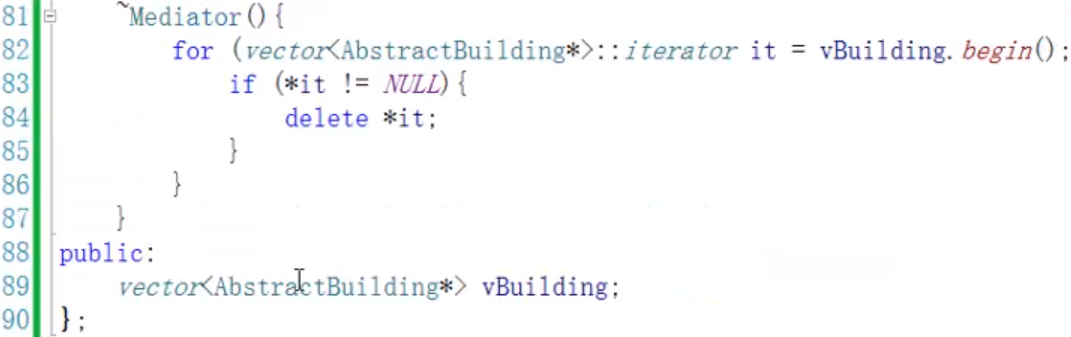 81 ~Mediator(){
82 for (vector<AbstractBuilding*>::iterator it = vBuilding.begin();
83 if (*it != NULL){
84 delete *it;
85 }
86 }
87 }
88 public:
89 vector<AbstractBuilding*> vBuilding;
90 };